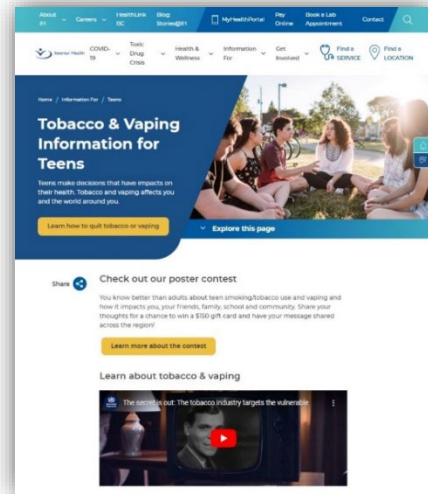 About IH
Careers
HealthLink BC
Blog: Stories@IH
MyHealthPortal
Pay Online
Book a Lab Appointment
Contact
Interior Health
COVID-19
Toxic Drug Crisis
Health & Wellness
Information For
Get Involved
Find a SERVICE
Find a LOCATION
Home / Information For / Teens
Tobacco & Vaping
Information for
Teens
Teens make decisions that have impacts on
their health. Tobacco and vaping affects you
and the world around you.
Learn how to quit tobacco or vaping
Explore this page
Share
Check out our poster contest
You know better than adults about teen smoking/tobacco use and vaping and
how it impacts you, your friends, family, school and community. Share your
thoughts for a chance to win a $150 gift card and have your message shared
across the region!
Learn more about the contest
Learn about tobacco & vaping
The secret is out: The tobacco industry targets the vulnerable